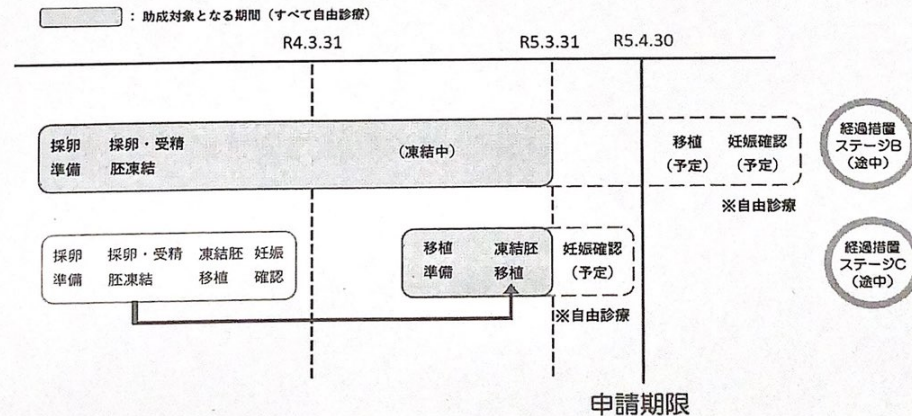 ：助成対象となる期間（すべて自由診療）
R4.3.31 R5.3.31 R5.4.30
採卵 採卵・受精 （凍結中） 移植 妊娠確認
準備 胚凍結 （予定） （予定）
経過措置
ステージB
（途中）
※自由診療
採卵 採卵・受精 凍結胚 妊娠
準備 胚凍結 移植 確認
移植 凍結胚 妊娠確認
準備 移植 （予定）
経過措置
ステージC
（途中）
※自由診療
申請期限